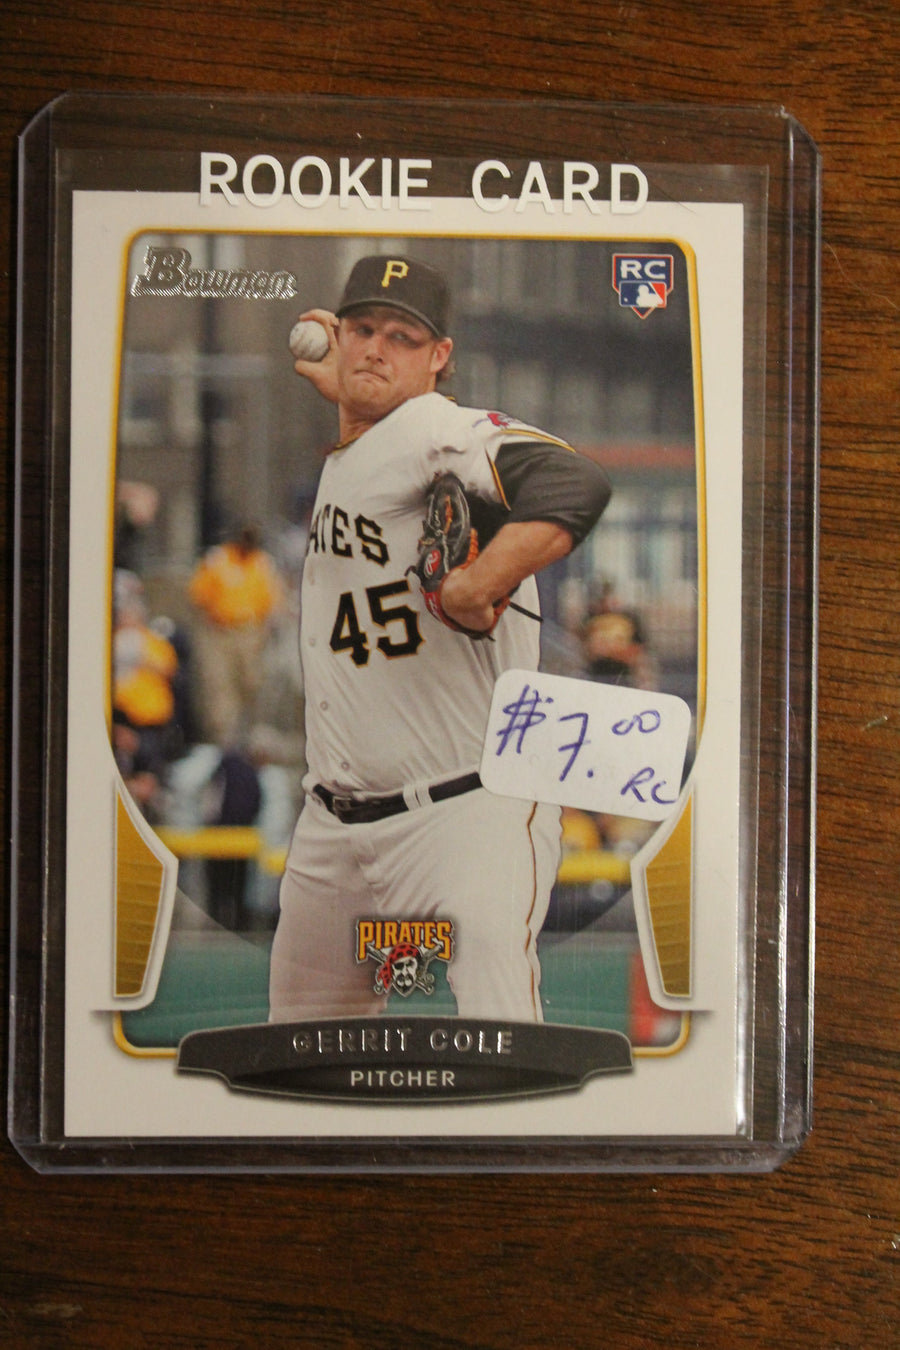 ROOKIE CARD
Bowman
RC
P
ATES
45
$7.00
RC
PIRATES
GERRIT COLE
PITCHER